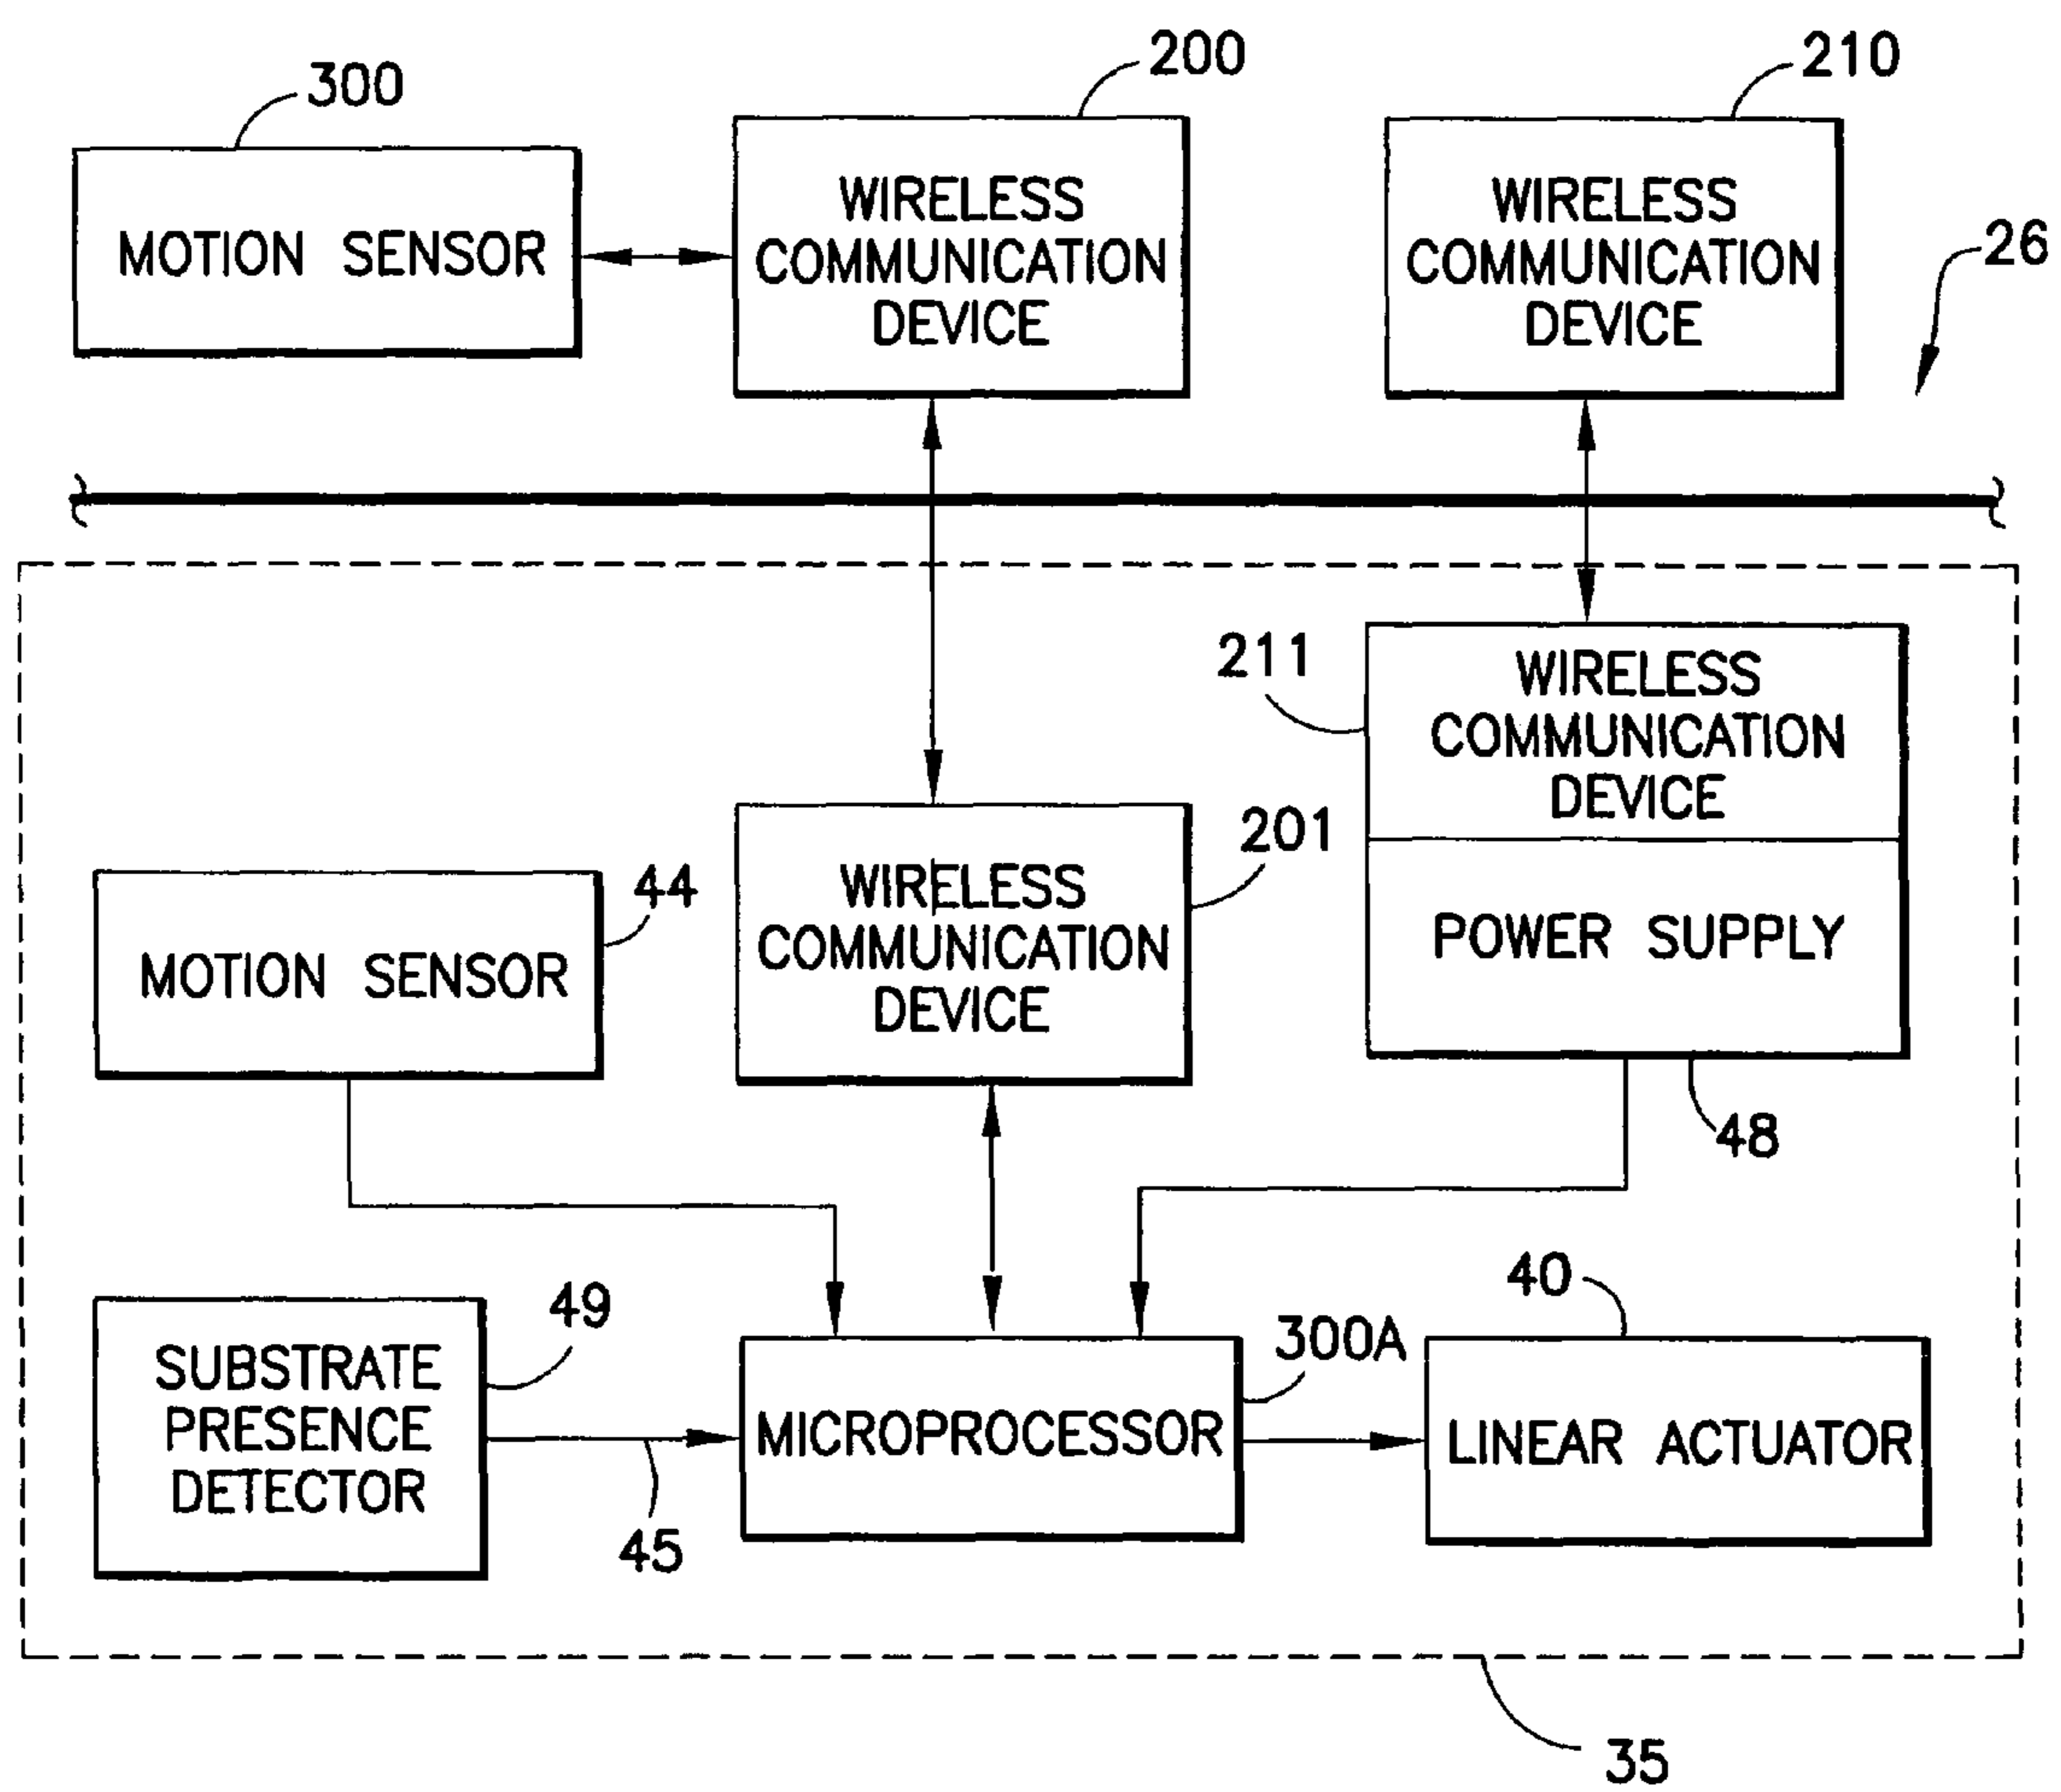 300
200
210
MOTION SENSOR
WIRELESS
COMMUNICATION
DEVICE
WIRELESS
COMMUNICATION
DEVICE
26
211
WIRELESS
COMMUNICATION
DEVICE
POWER SUPPLY
48
201
WIRELESS
COMMUNICATION
DEVICE
44
MOTION SENSOR
49
SUBSTRATE
PRESENCE
DETECTOR
45
300A
MICROPROCESSOR
40
LINEAR ACTUATOR
35